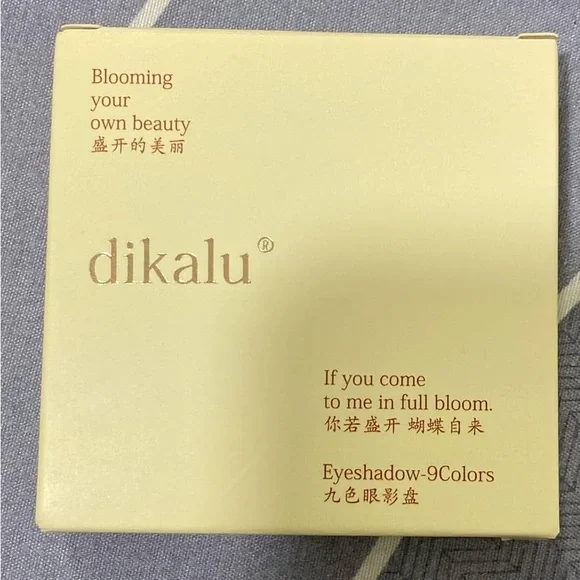 Blooming
your
own beauty
盛开的美丽
dikalu®
If you come
to me in full bloom.
你若盛开 蝴蝶自来
Eyeshadow-9Colors
九色眼影盘